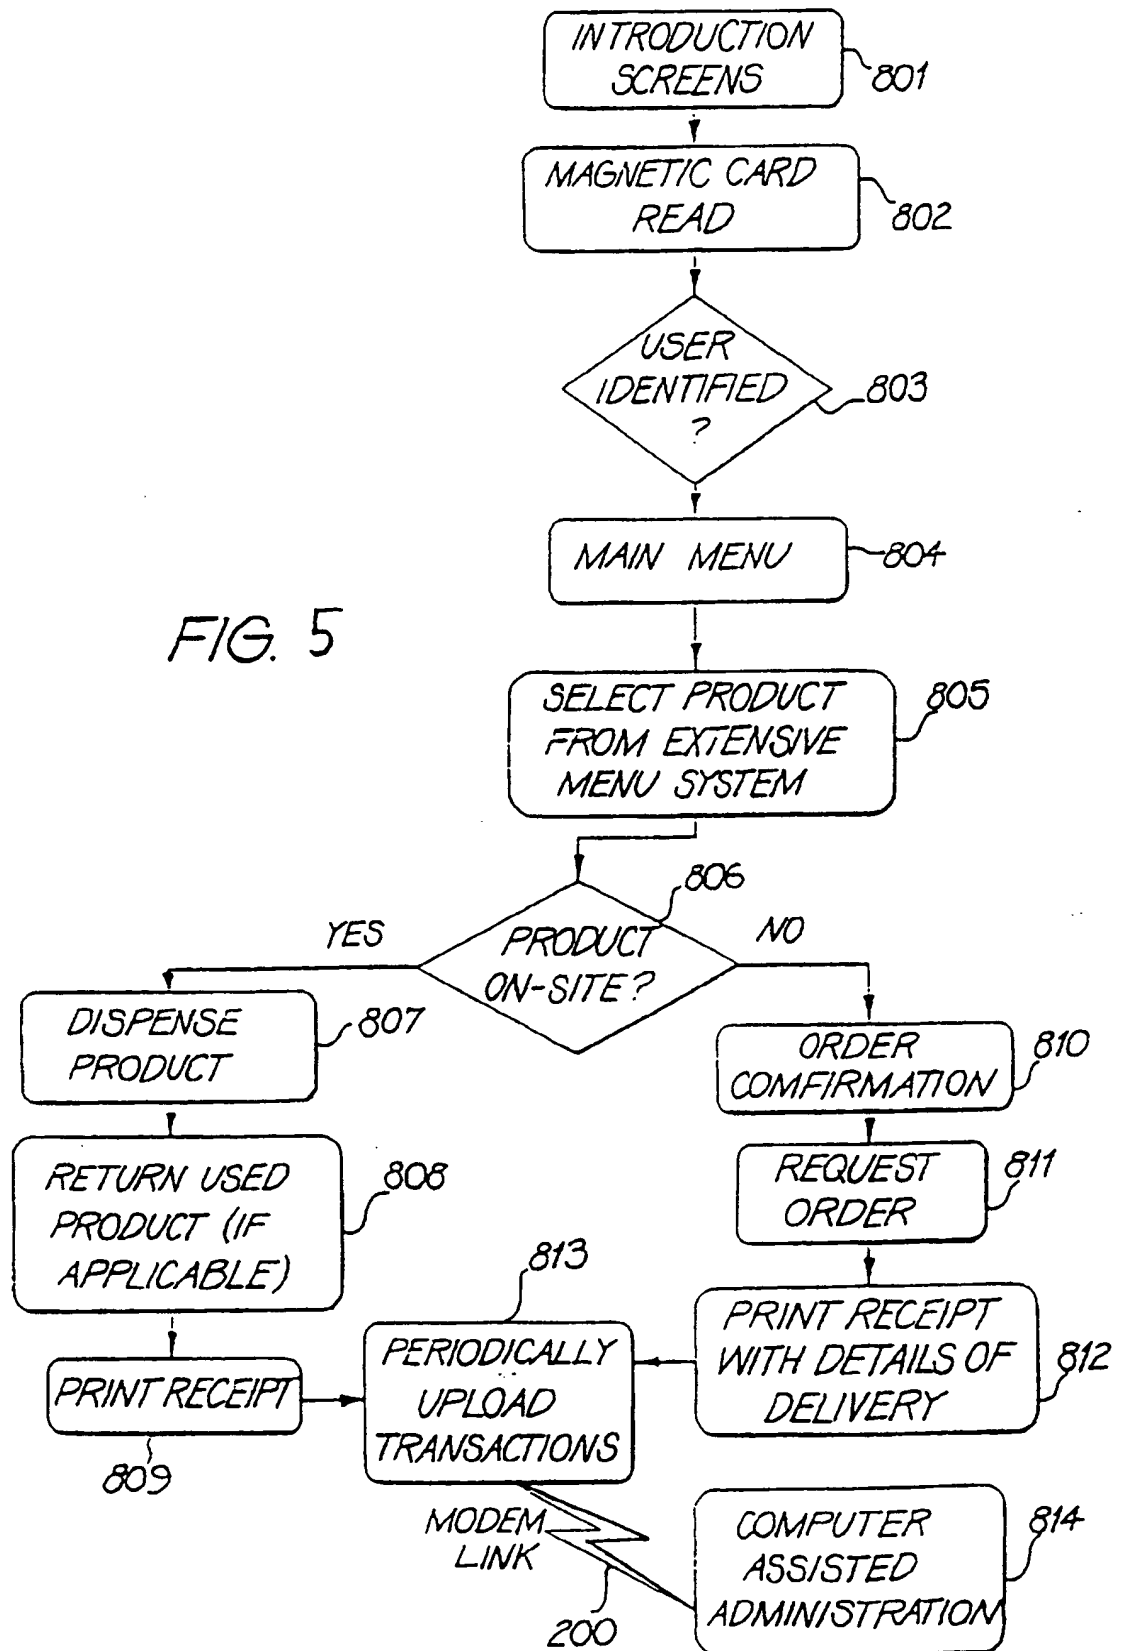 INTRODUCTION
SCREENS
801
MAGNETIC CARD
READ
802
USER
IDENTIFIED
?
803
MAIN MENU
804
FIG. 5
SELECT PRODUCT
FROM EXTENSIVE
MENU SYSTEM
805
806
PRODUCT
ON-SITE?
YES
NO
DISPENSE
PRODUCT
807
RETURN USED
PRODUCT (IF
APPLICABLE)
808
PRINT RECEIPT
809
ORDER
COMFIRMATION
810
REQUEST
ORDER
811
PRINT RECEIPT
WITH DETAILS OF
DELIVERY
812
813
PERIODICALLY
UPLOAD
TRANSACTIONS
MODEM
LINK
200
COMPUTER
ASSISTED
ADMINISTRATION
814